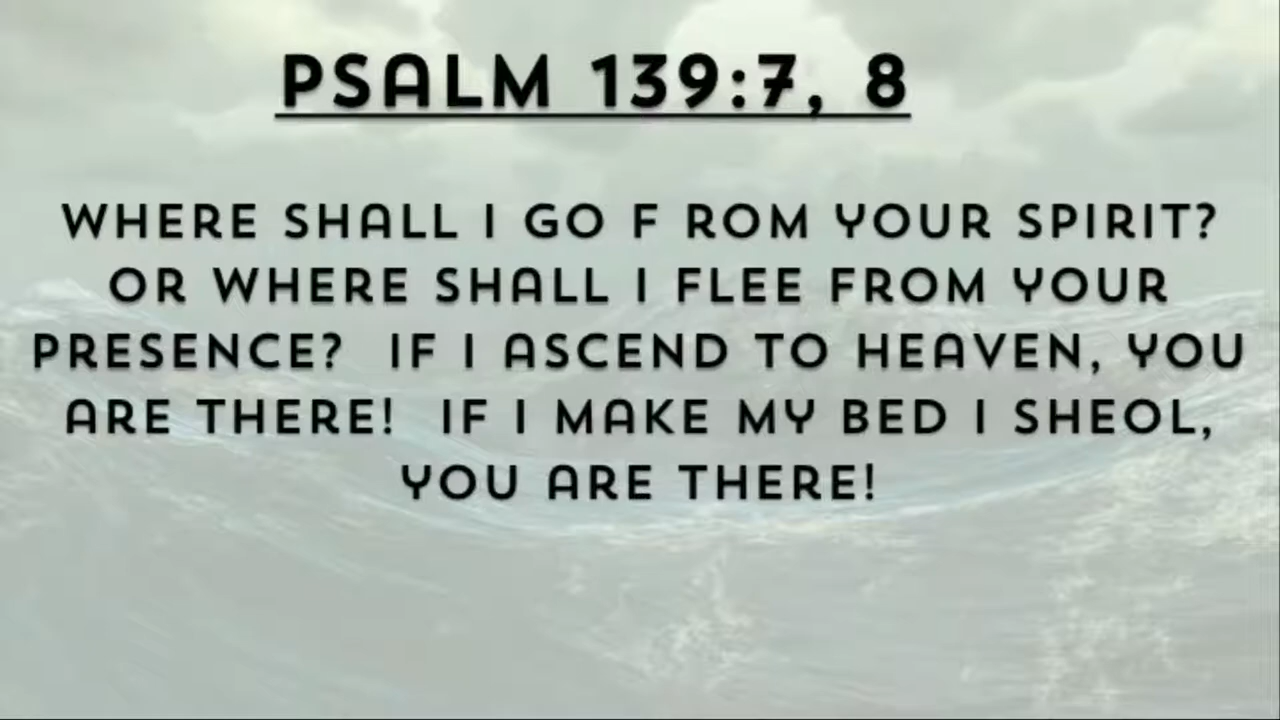 PSALM 139:7, 8
WHERE SHALL I GO F ROM YOUR SPIRIT?
OR WHERE SHALL I FLEE FROM YOUR
PRESENCE? IF I ASCEND TO HEAVEN, YOU
ARE THERE! IF I MAKE MY BED I SHEOL,
YOU ARE THERE!